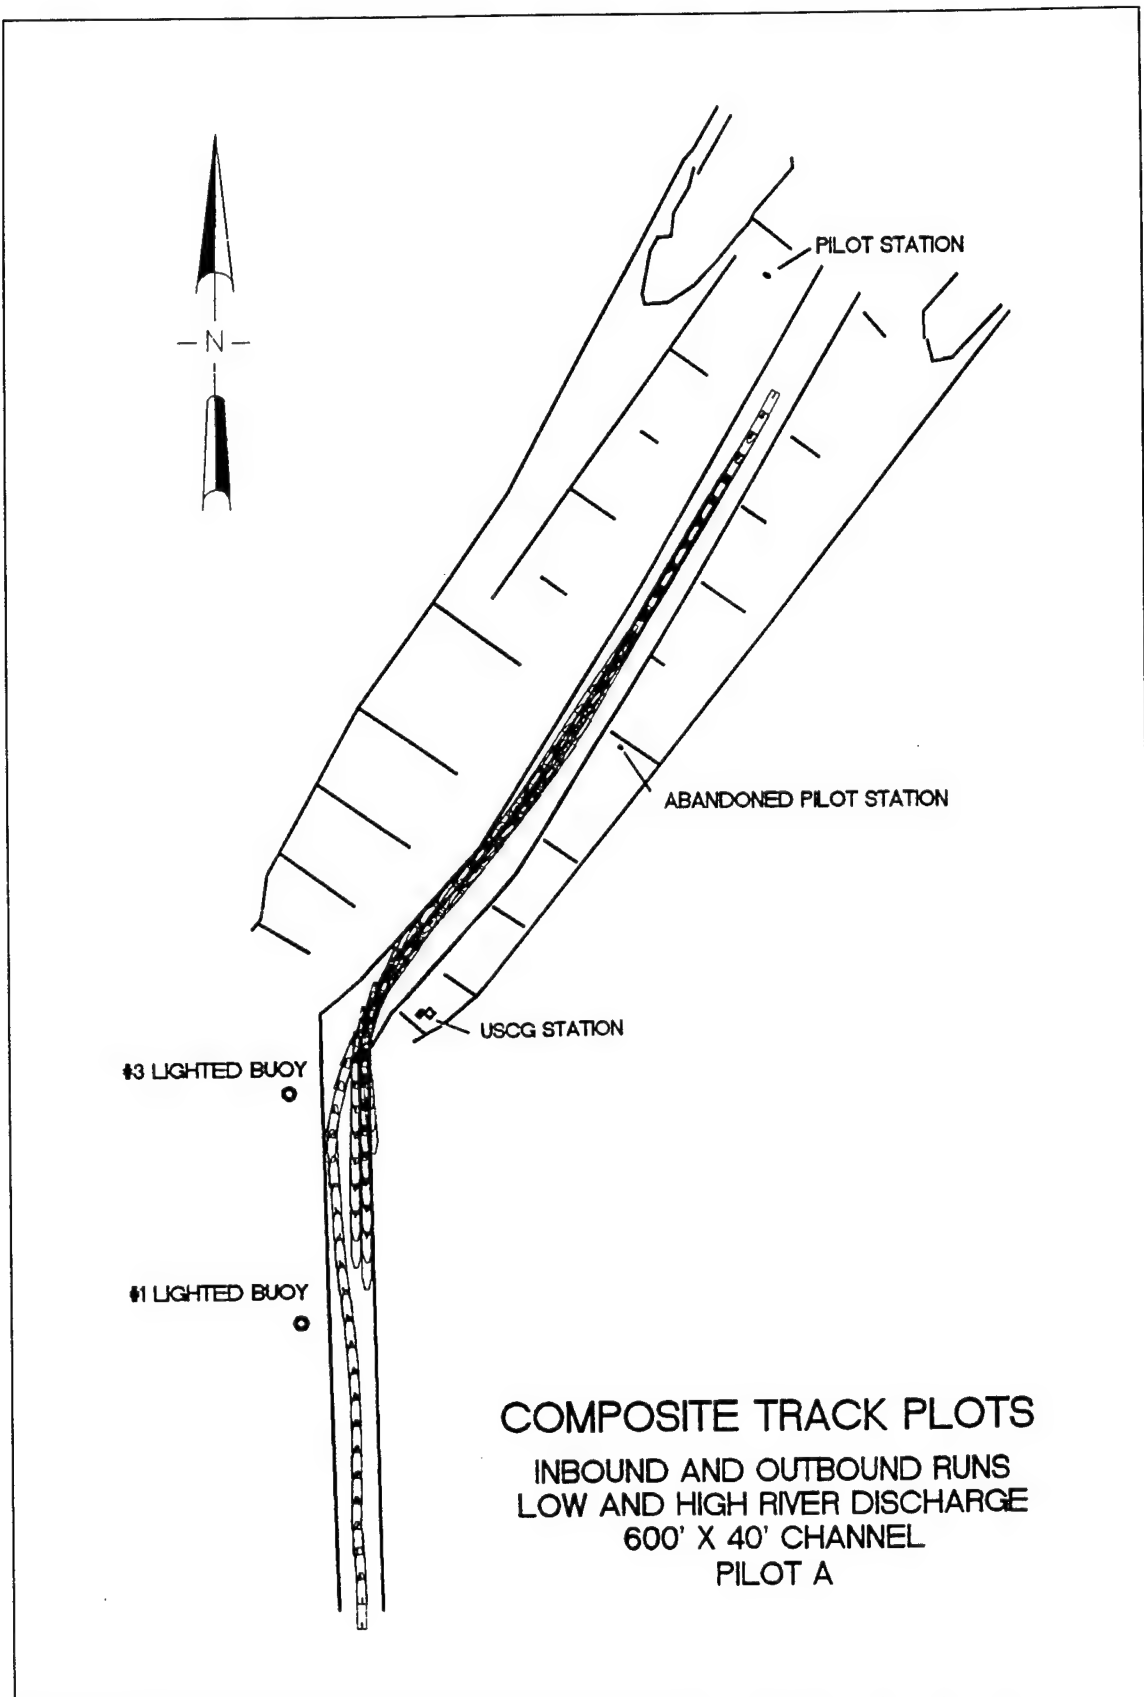 PILOT STATION
-N-
ABANDONED PILOT STATION
USCG STATION
#3 LIGHTED BUOY
#1 LIGHTED BUOY
COMPOSITE TRACK PLOTS
INBOUND AND OUTBOUND RUNS
LOW AND HIGH RIVER DISCHARGE
600' X 40' CHANNEL
PILOT A